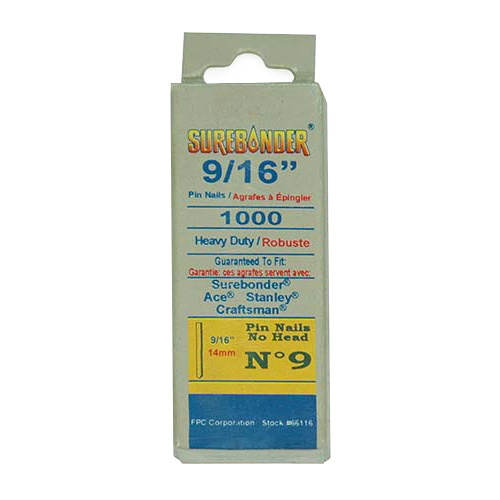 SUREBONDER®
9/16”
Pin Nails / Agrafes à Épingler
1000
Heavy Duty / Robuste
Guaranteed To Fit:
Garantie: ces agrafes servent avec:
Surebonder®
Ace® Stanley®
Craftsman®
Pin Nails
No Head
9/16"
14mm
N°9
FPC Corporation Stock #66116